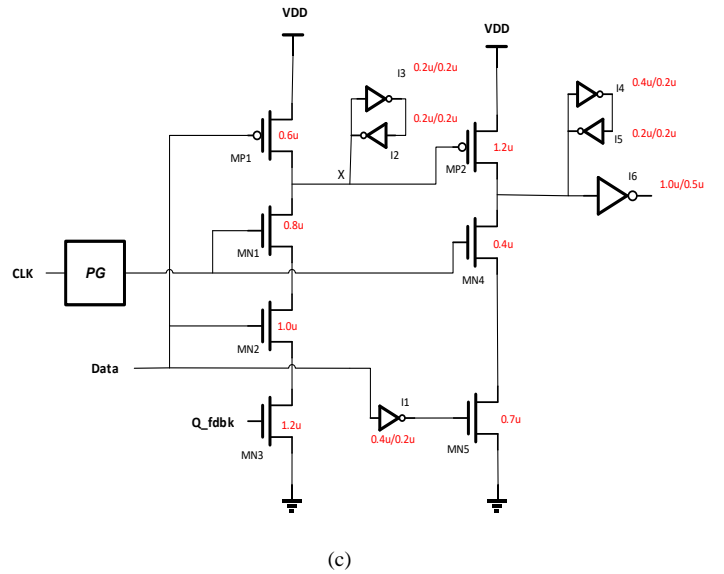 VDD
VDD
I3
0.2u/0.2u
0.4u/0.2u
I4
0.2u/0.2u
I2
I5
0.2u/0.2u
0.6u
MP1
1.2u
MP2
I6
1.0u/0.5u
X
0.8u
MN1
0.4u
MN4
CLK
PG
1.0u
MN2
Data
I1
Q_fdbk
1.2u
MN3
0.4u/0.2u
0.7u
MN5
(c)